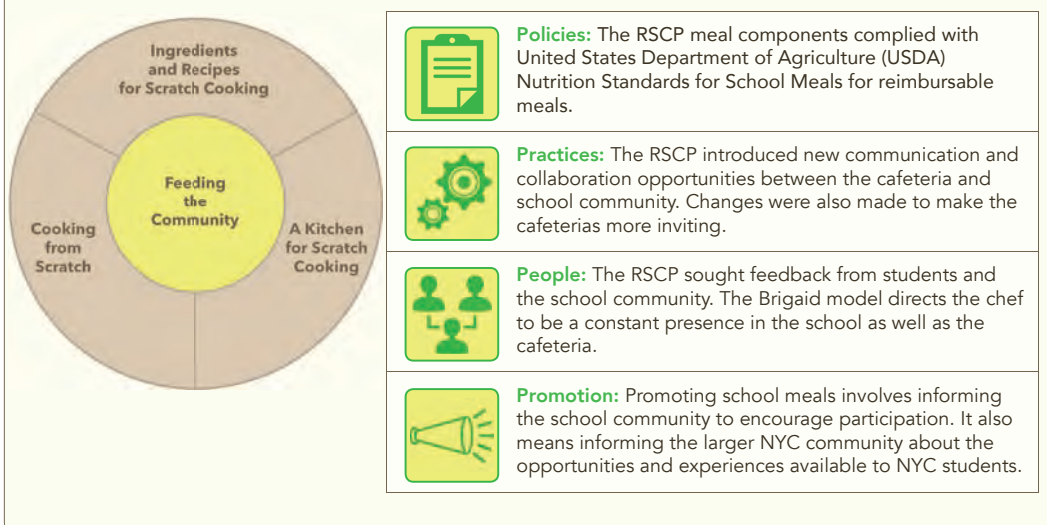 Ingredients
and Recipes
for Scratch Cooking
Feeding
the
Community
Cooking
from
Scratch
A Kitchen
for Scratch
Cooking
Policies: The RSCP meal components complied with
United States Department of Agriculture (USDA)
Nutrition Standards for School Meals for reimbursable
meals.
Practices: The RSCP introduced new communication and
collaboration opportunities between the cafeteria and
school community. Changes were also made to make the
cafeterias more inviting.
People: The RSCP sought feedback from students and
the school community. The Brigaid model directs the chef
to be a constant presence in the school as well as the
cafeteria.
Promotion: Promoting school meals involves informing
the school community to encourage participation. It also
means informing the larger NYC community about the
opportunities and experiences available to NYC students.